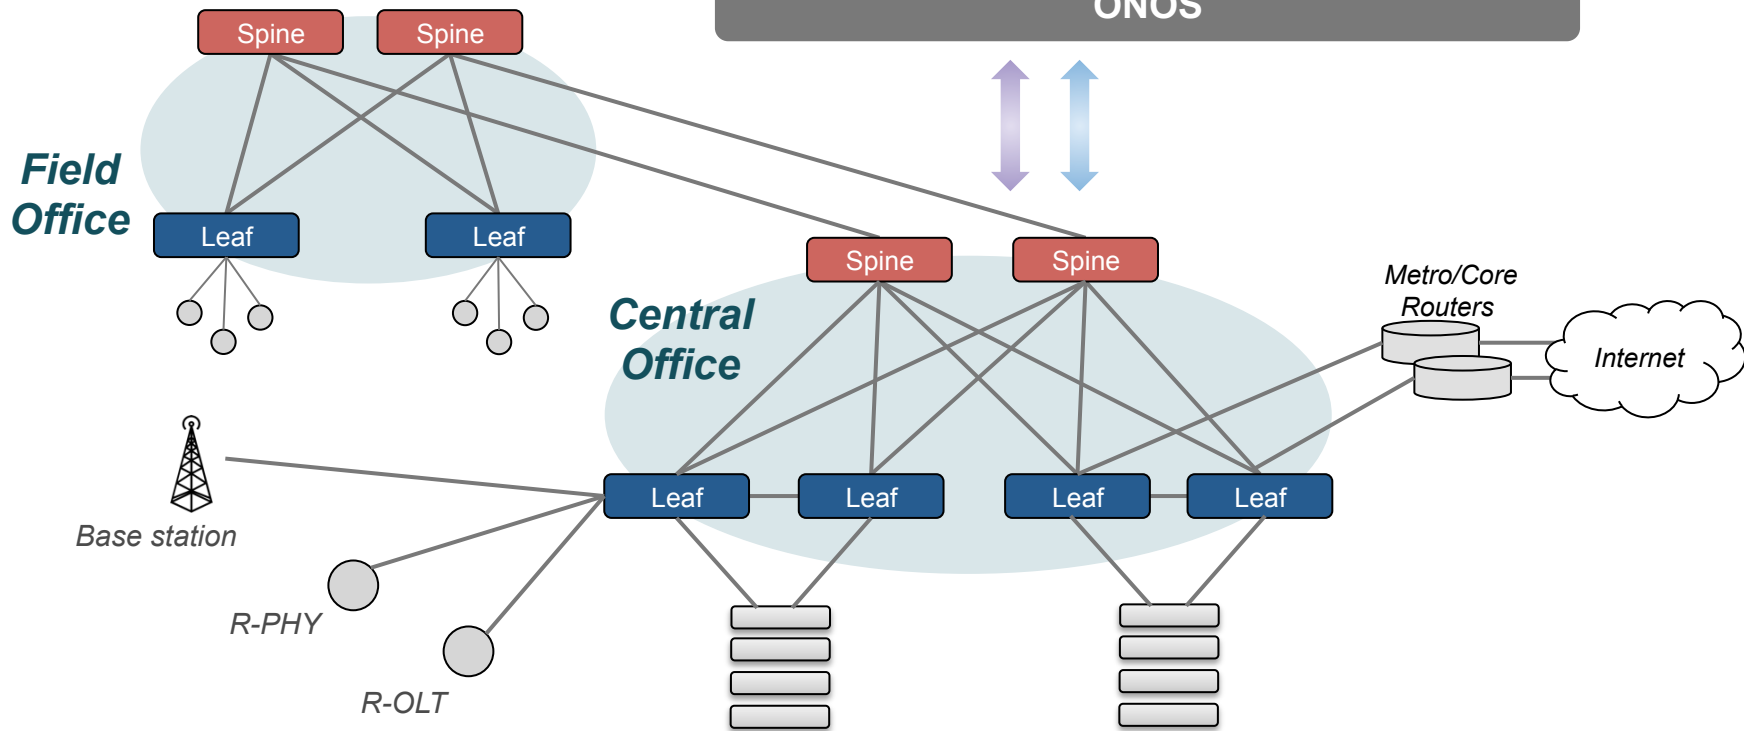 ONOS
Spine
Spine
Field
Office
Leaf
Leaf
Spine
Spine
Central
Office
Metro/Core
Routers
Internet
Leaf
Leaf
Leaf
Leaf
Base station
R-PHY
R-OLT